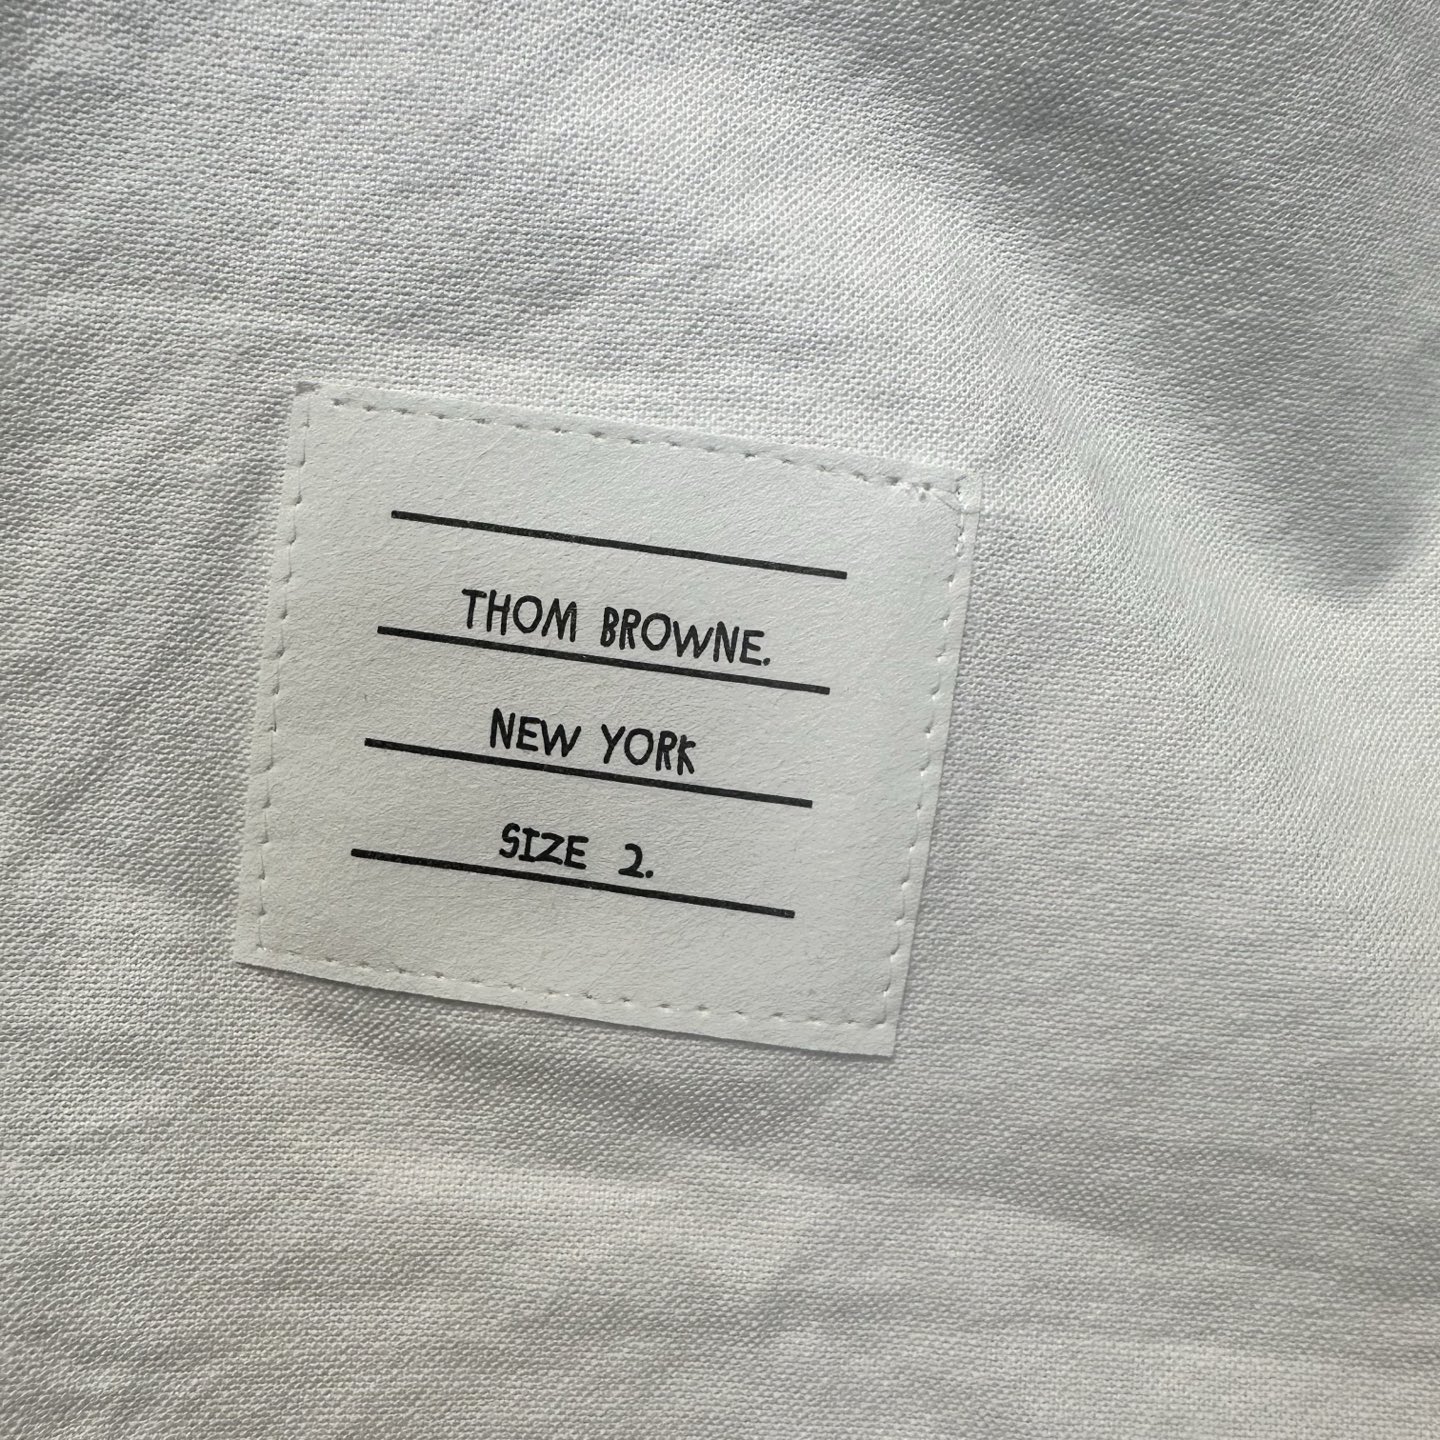 THOM BROWNE.
NEW YORK
SIZE 2.